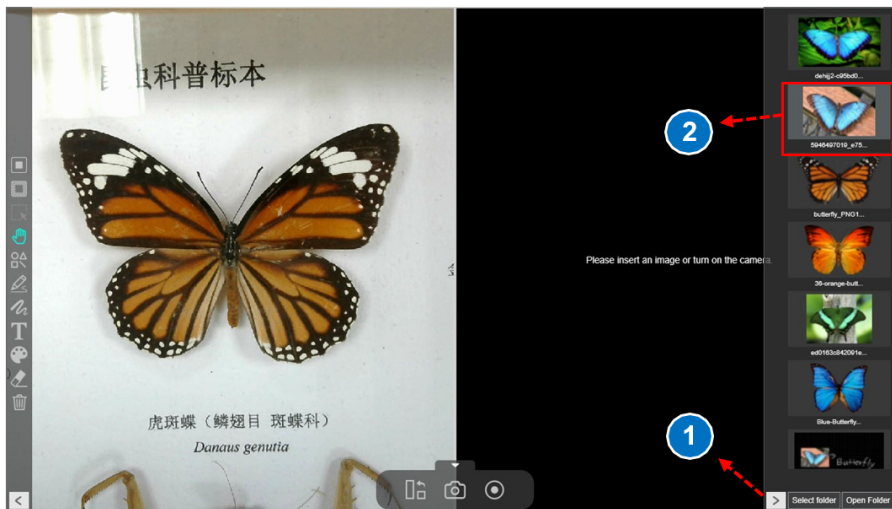 虫科普标本
虎斑蝶（鳞翅目 斑蝶科）
Danaus genutia
Please insert an image or turn on the camera.
2
1
dehijj2-c95bd0...
5946497019_e75...
butterfly_PNG1...
36-orange-butt...
ed0163c842091e...
Blue-Butterfly...
Butterfly
Select folder
Open Folder